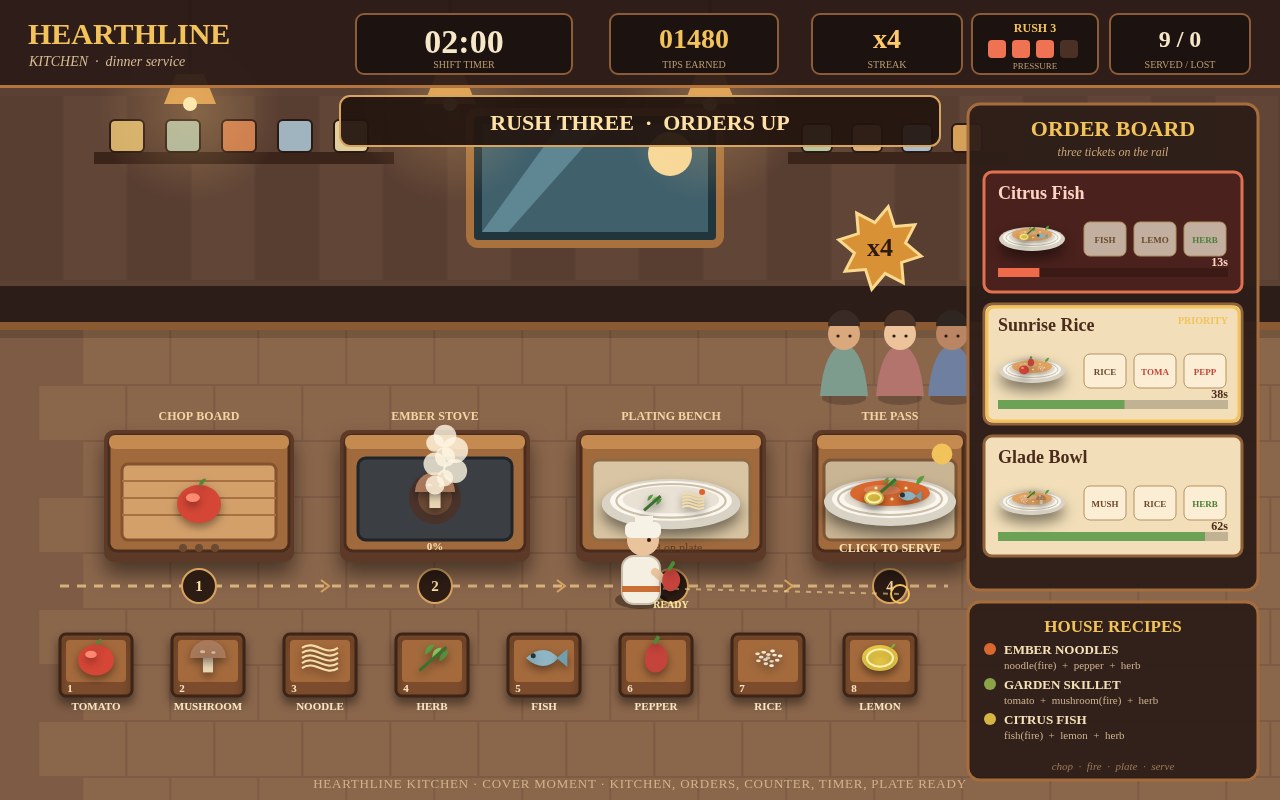 HEARTHLINE
KITCHEN · dinner service
02:00
SHIFT TIMER
01480
TIPS EARNED
x4
STREAK
RUSH 3
PRESSURE
9 / 0
SERVED / LOST
RUSH THREE · ORDERS UP
x4
ORDER BOARD
three tickets on the rail
Citrus Fish
FISH LEMO HERB
13s
Sunrise Rice
PRIORITY
RICE TOMA PEPP
38s
Glade Bowl
MUSH RICE HERB
62s
CHOP BOARD
EMBER STOVE
PLATING BENCH
THE PASS
0%
on plate
CLICK TO SERVE
1
2
4
READY
1
TOMATO
2
MUSHROOM
3
NOODLE
4
HERB
5
FISH
6
PEPPER
7
RICE
8
LEMON
HOUSE RECIPES
EMBER NOODLES
noodle(fire) + pepper + herb
GARDEN SKILLET
tomato + mushroom(fire) + herb
CITRUS FISH
fish(fire) + lemon + herb
chop · fire · plate · serve
HEARTHLINE KITCHEN · COVER MOMENT · KITCHEN, ORDERS, COUNTER, TIMER, PLATE READY